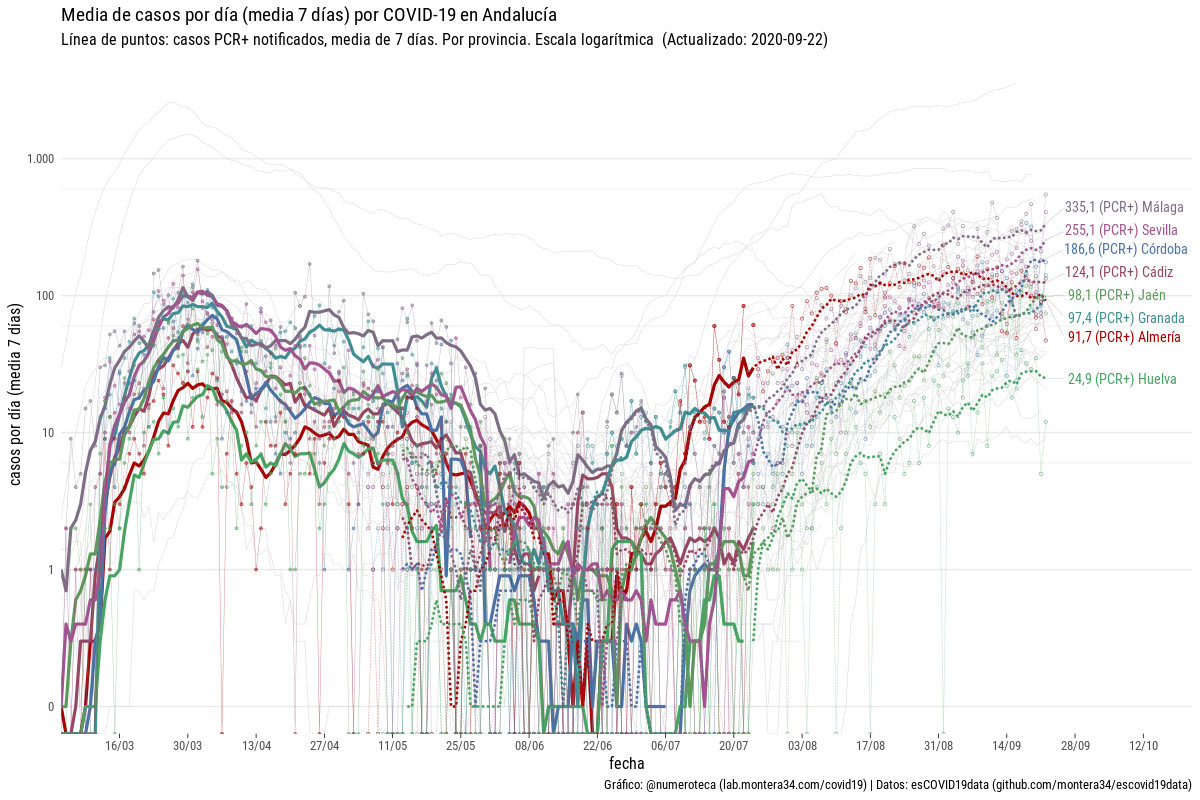 Media de casos por día (media 7 días) por COVID-19 en Andalucía
Línea de puntos: casos PCR+ notificados, media de 7 días. Por provincia. Escala logarítmica  (Actualizado: 2020-09-22)
casos por día (media 7 días)
1.000
100
10
1
0
335,1 (PCR+) Málaga
255,1 (PCR+) Sevilla
186,6 (PCR+) Córdoba
124,1 (PCR+) Cádiz
98,1 (PCR+) Jaén
97,4 (PCR+) Granada
91,7 (PCR+) Almería
24,9 (PCR+) Huelva
16/03 30/03 13/04 27/04 11/05 25/05 08/06 22/06 06/07 20/07 03/08 17/08 31/08 14/09 28/09 12/10
fecha
Gráfico: @numeroteca (lab.montera34.com/covid19) | Datos: esCOVID19data (github.com/montera34/escovid19data)